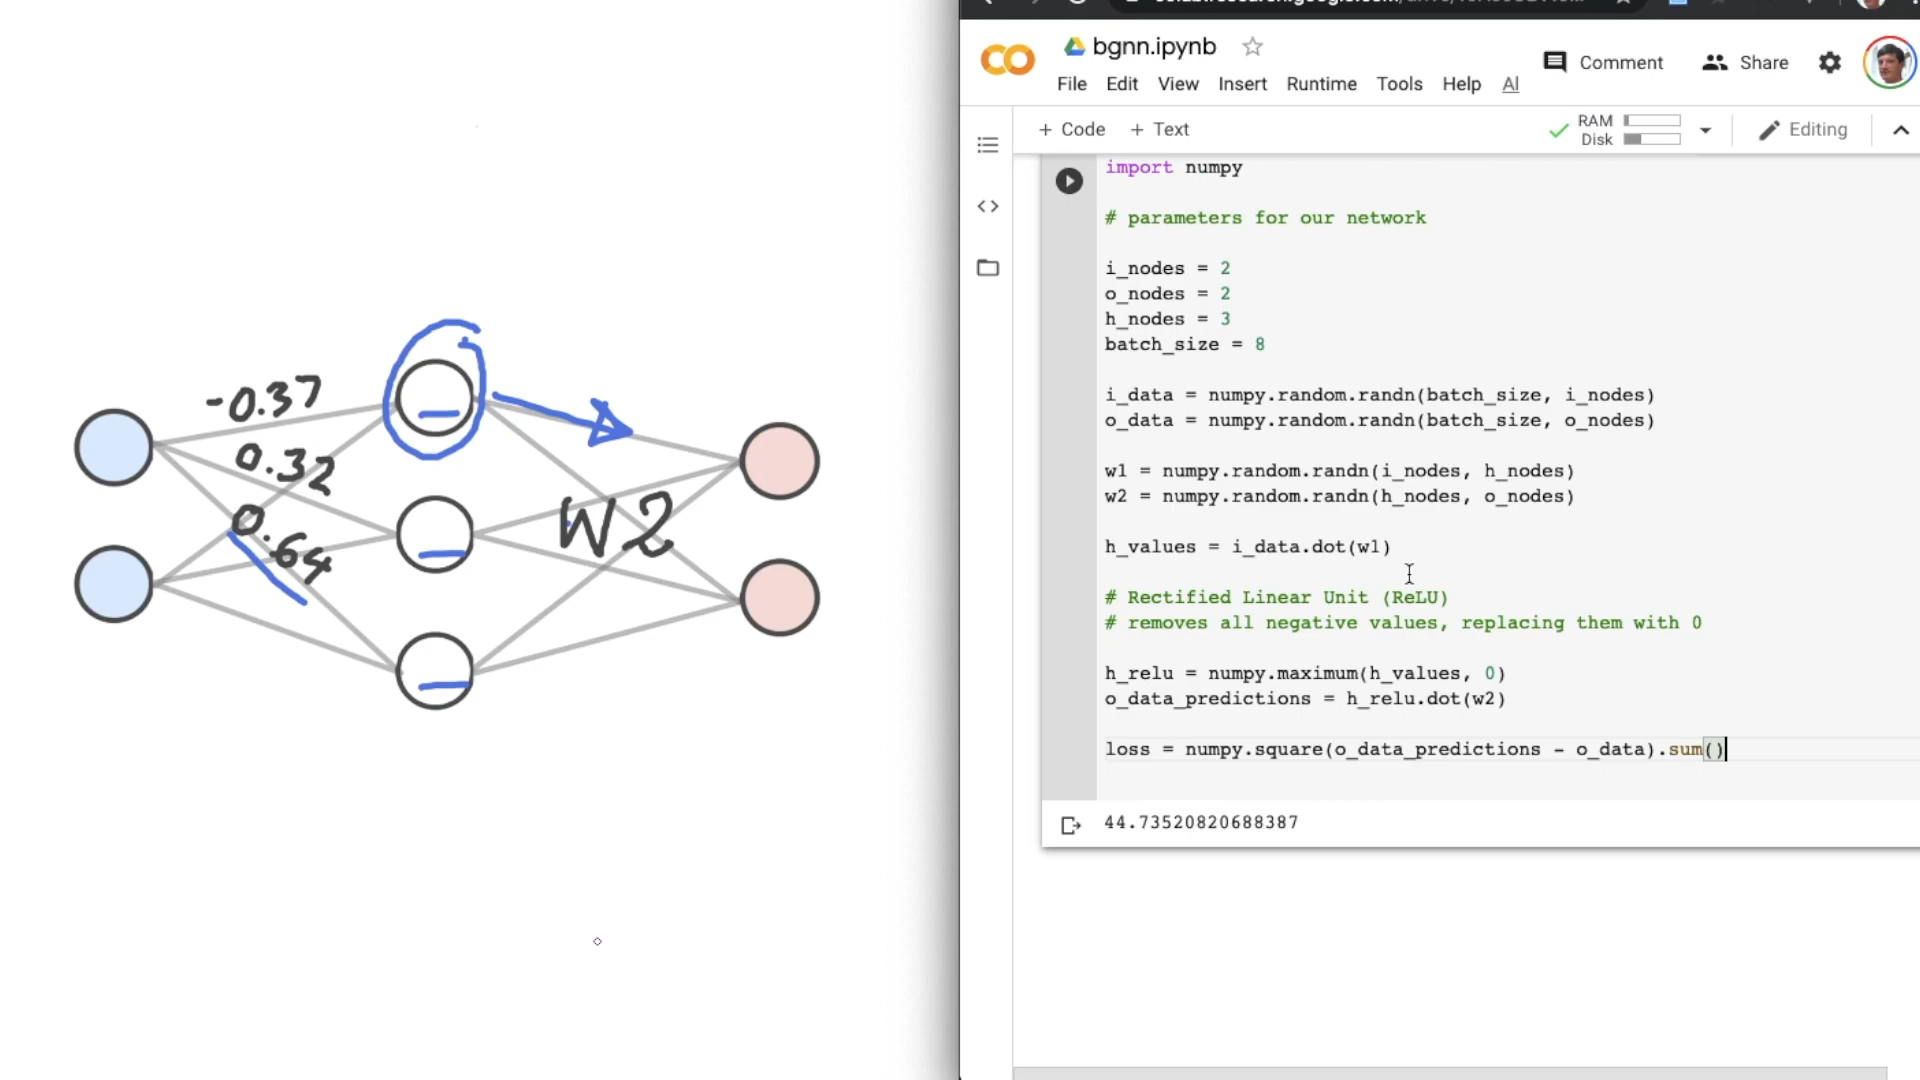 -0.37
0.32
0.64
W2
bgnn.ipynb
Comment
Share
File Edit View Insert Runtime Tools Help AI
+ Code + Text
RAM
Disk
Editing
import numpy
# parameters for our network
i_nodes = 2
o_nodes = 2
h_nodes = 3
batch_size = 8
i_data = numpy.random.randn(batch_size, i_nodes)
o_data = numpy.random.randn(batch_size, o_nodes)
w1 = numpy.random.randn(i_nodes, h_nodes)
w2 = numpy.random.randn(h_nodes, o_nodes)
h_values = i_data.dot(w1)
# Rectified Linear Unit (ReLU)
# removes all negative values, replacing them with 0
h_relu = numpy.maximum(h_values, 0)
o_data_predictions = h_relu.dot(w2)
loss = numpy.square(o_data_predictions - o_data).sum()
44.73520820688387